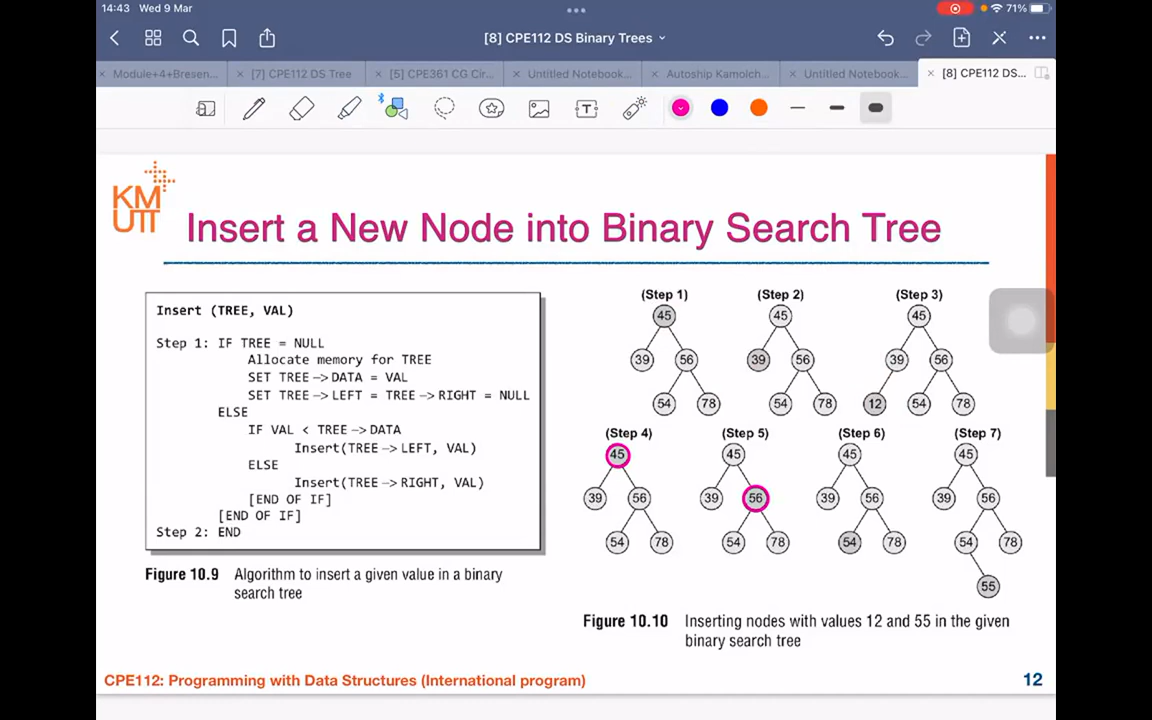 14:43 Wed 9 Mar
71%
[8] CPE112 DS Binary Trees
Module+4+Bresen...
[7] CPE112 DS Tree
[5] CPE361 CG Cir...
Untitled Notebook...
Autoship Kamolch...
Untitled Notebook...
[8] CPE112 DS...
KM
UTT
Insert a New Node into Binary Search Tree
Insert (TREE, VAL)
Step 1: IF TREE = NULL
Allocate memory for TREE
SET TREE->DATA = VAL
SET TREE->LEFT = TREE->RIGHT = NULL
ELSE
IF VAL < TREE->DATA
Insert(TREE->LEFT, VAL)
ELSE
Insert(TREE->RIGHT, VAL)
[END OF IF]
[END OF IF]
Step 2: END
Figure 10.9 Algorithm to insert a given value in a binary
search tree
(Step 1) (Step 2) (Step 3)
45 45 45
39 56 39 56 39 56
54 78 54 78 12 54 78
(Step 4) (Step 5) (Step 6) (Step 7)
45 45 45 45
39 56 39 56 39 56 39 56
54 78 54 78 54 78 54 78
55
Figure 10.10 Inserting nodes with values 12 and 55 in the given
binary search tree
CPE112: Programming with Data Structures (International program)
12